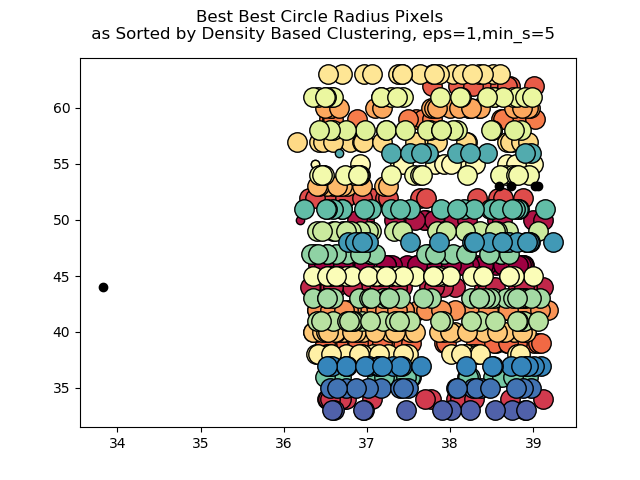 Best Best Circle Radius Pixels
as Sorted by Density Based Clustering, eps=1,min_s=5
60
55
50
45
40
35
34 35 36 37 38 39